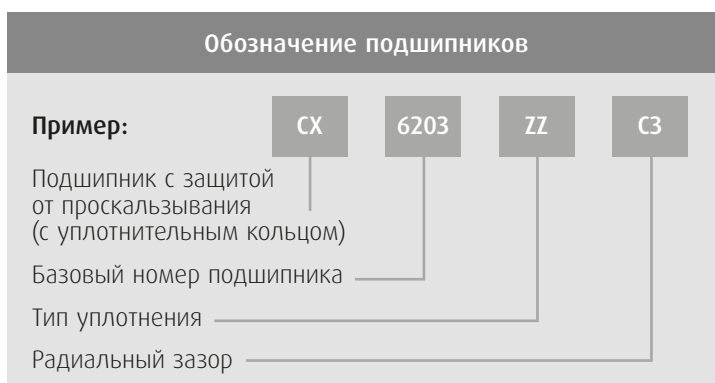 Обозначение подшипников
Пример: CX 6203 ZZ C3
Подшипник с защитой
от проскальзывания
(с уплотнительным кольцом)
Базовый номер подшипника
Тип уплотнения
Радиальный зазор